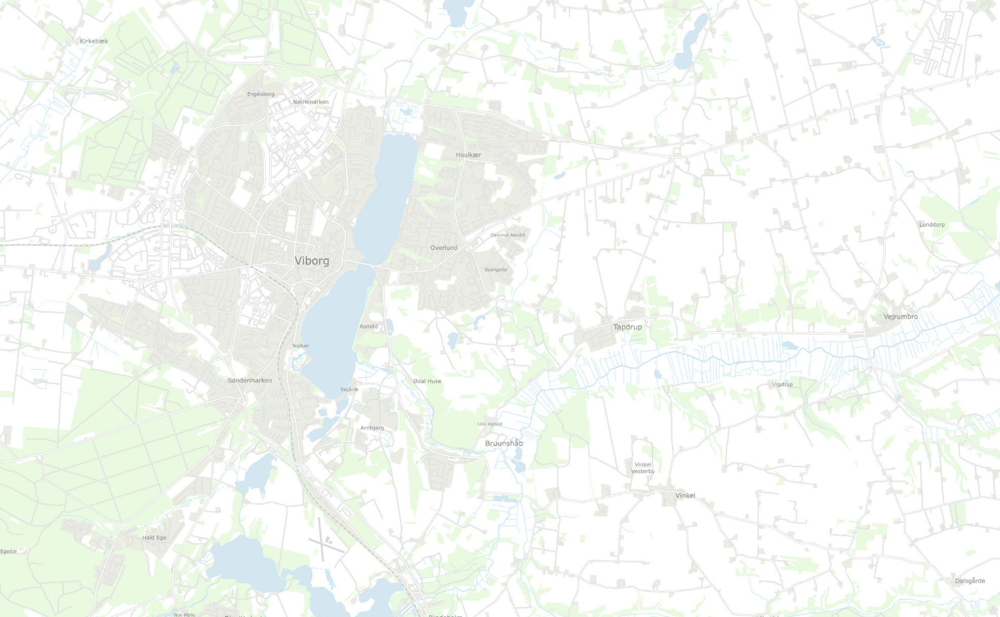 Kirkebæk
Engelsborg
Nørremarken
Houlkær
Lunddorp
Gammel Asmild
Overlund
Viborg
Spangsdal
Vejrumbro
Asmild
Tapdrup
Teglkær
Søndermarken
Ødal Huse
Vigstrup
Søgårde
Lille Asmild
Arnbjerg
Bruunshåb
Vinkel
Vesterby
Vinkel
Hald Ege
Egedal
Dalsgårde
Non Mølle